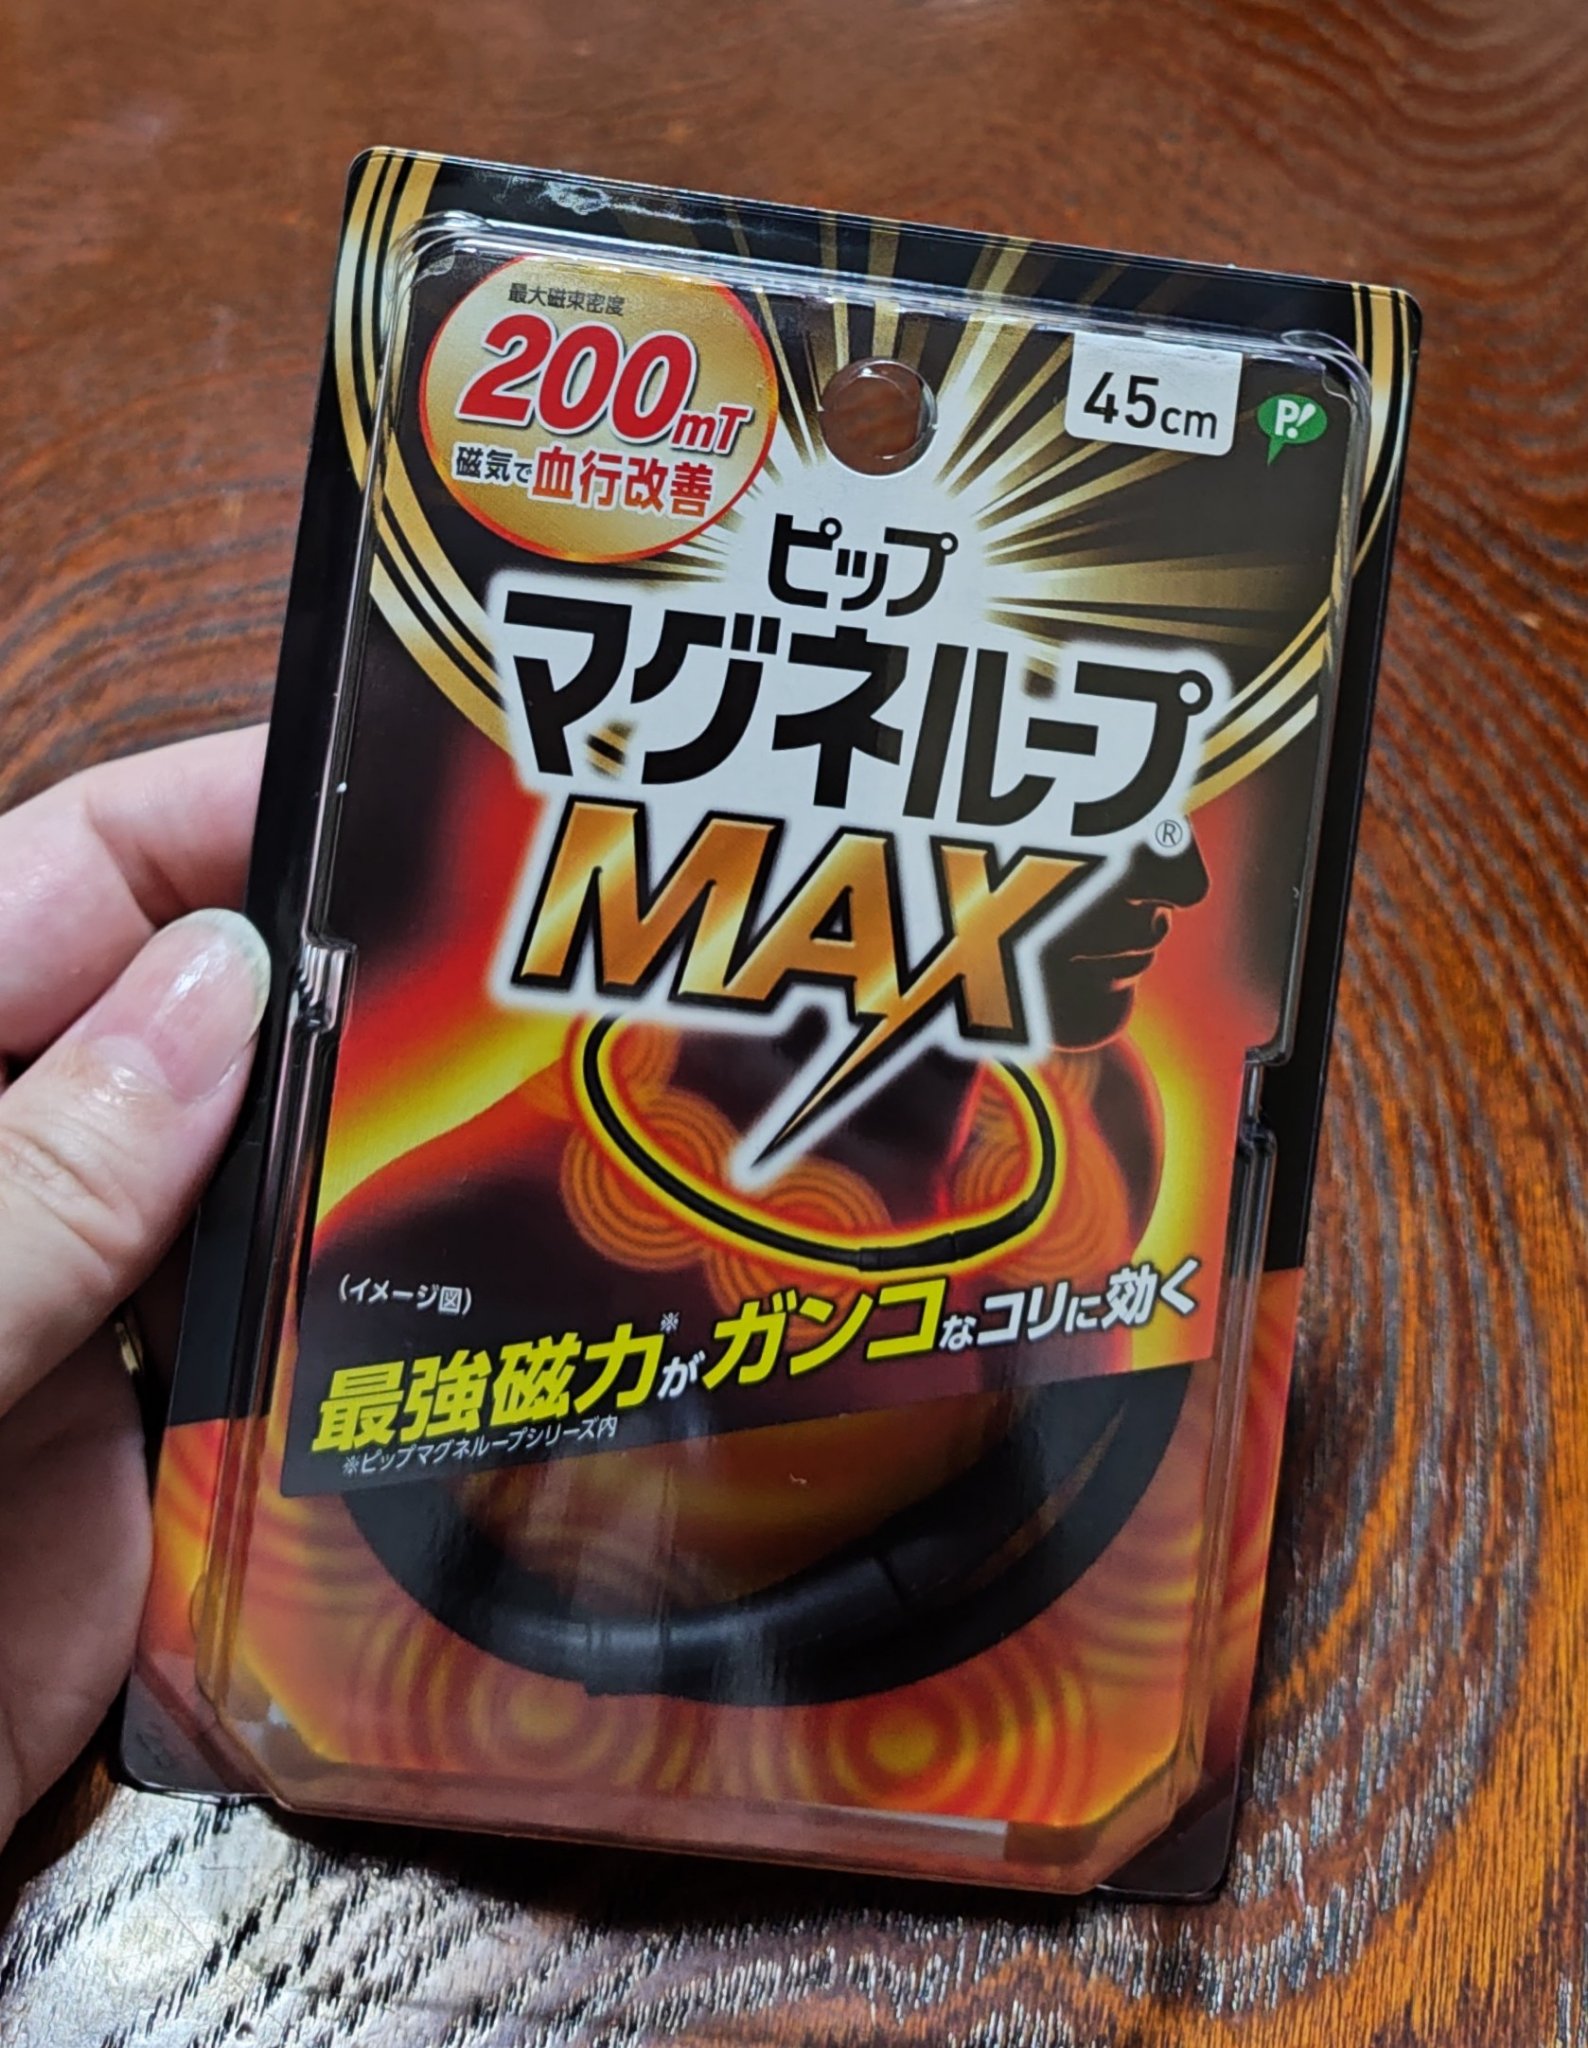 最大磁束密度
200mT
磁気で血行改善
45cm
P!
ピップ
マグネループ®
MAX
(イメージ図)
最強磁力※がガンコなコリに効く
※ピップマグネループシリーズ内